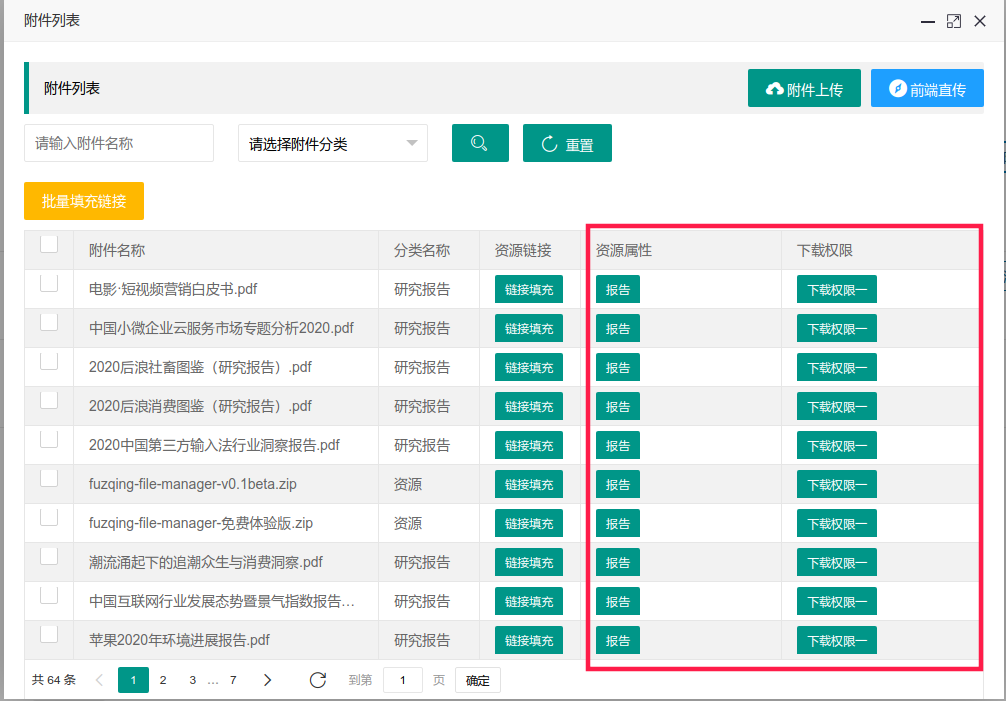 附件列表
附件列表 附件上传 前端直传
请输入附件名称 请选择附件分类 重置
批量填充链接
附件名称 分类名称 资源链接 资源属性 下载权限
电影·短视频营销白皮书.pdf 研究报告 链接填充 报告 下载权限一
中国小微企业云服务市场专题分析2020.pdf 研究报告 链接填充 报告 下载权限一
2020后浪社畜图鉴（研究报告）.pdf 研究报告 链接填充 报告 下载权限一
2020后浪消费图鉴（研究报告）.pdf 研究报告 链接填充 报告 下载权限一
2020中国第三方输入法行业洞察报告.pdf 研究报告 链接填充 报告 下载权限一
fuzqing-file-manager-v0.1beta.zip 资源 链接填充 报告 下载权限一
fuzqing-file-manager-免费体验版.zip 资源 链接填充 报告 下载权限一
潮流涌起下的追潮众生与消费洞察.pdf 研究报告 链接填充 报告 下载权限一
中国互联网行业发展态势暨景气指数报告… 研究报告 链接填充 报告 下载权限一
苹果2020年环境进展报告.pdf 研究报告 链接填充 报告 下载权限一
共 64 条 1 2 3 … 7 到第 1 页 确定